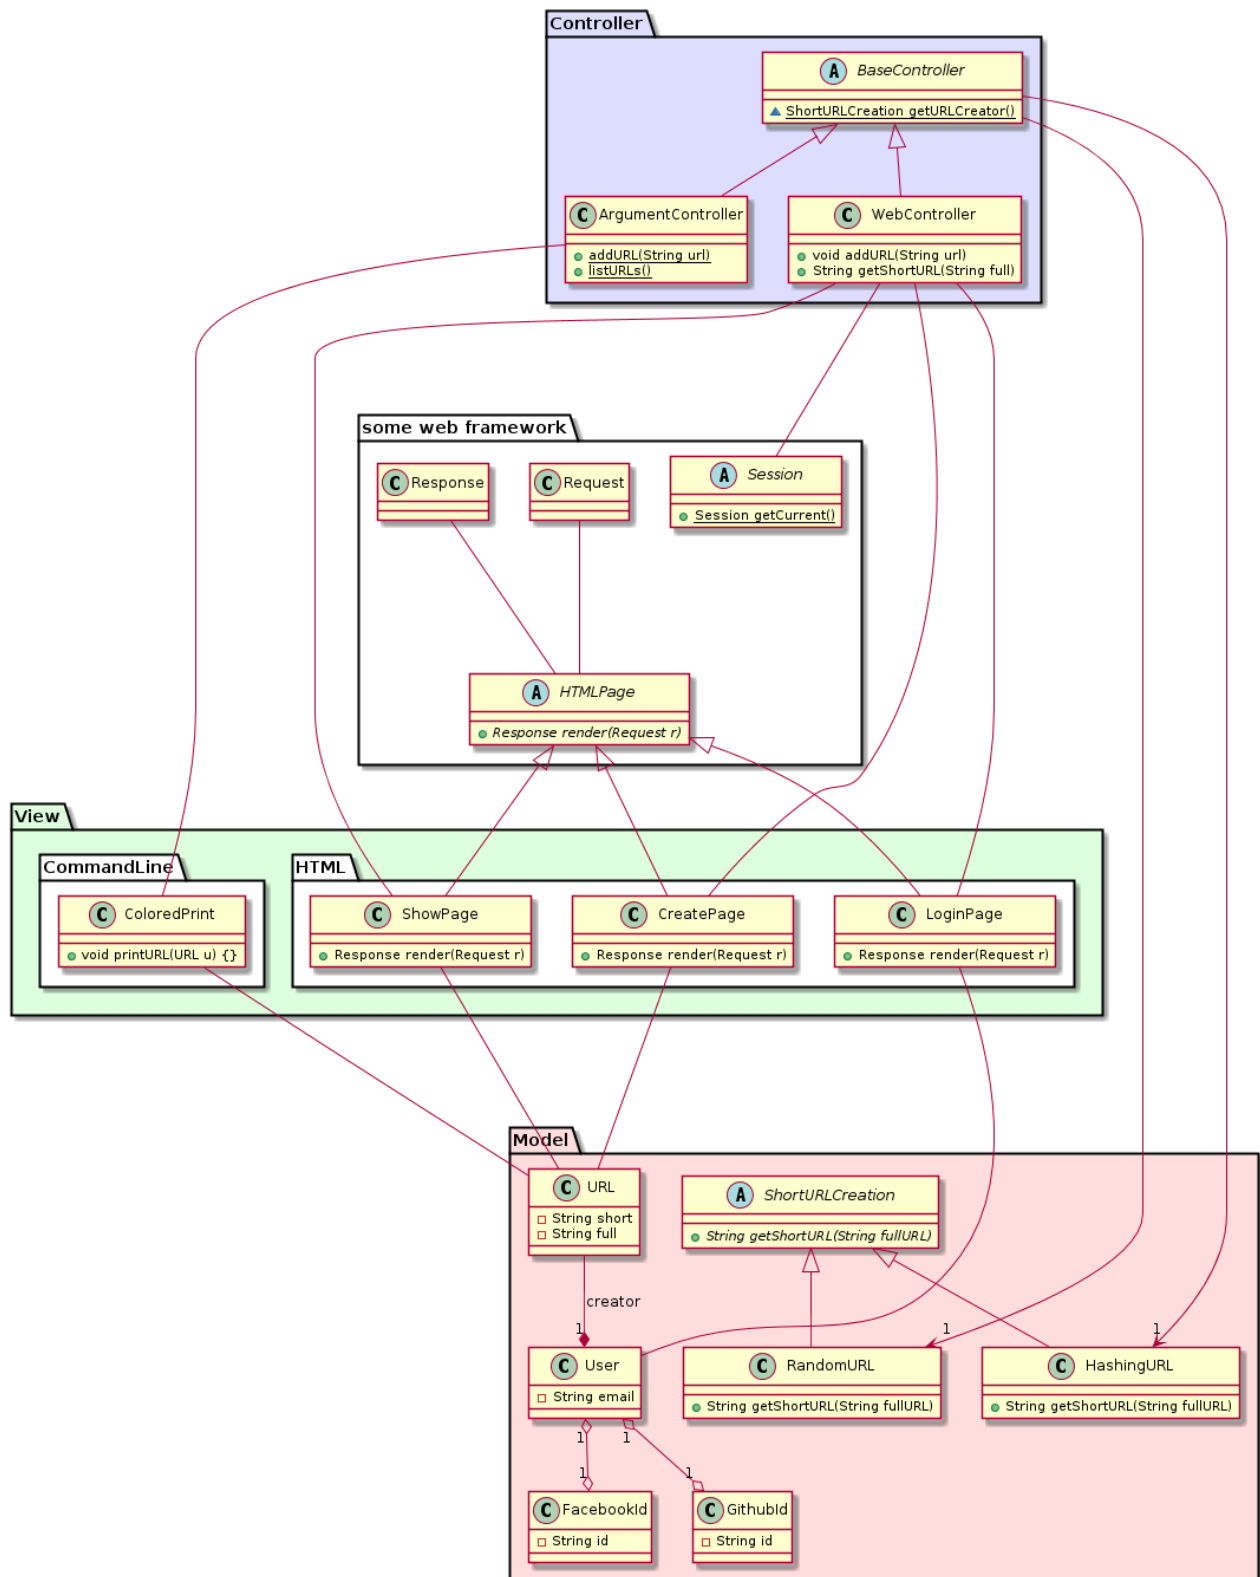 Controller
A BaseController
ShortURLCreation getURLCreator()
C ArgumentController
addURL(String url)
listURLs()
C WebController
void addURL(String url)
String getShortURL(String full)
some web framework
C Response
C Request
A Session
Session getCurrent()
A HTMLPage
Response render(Request r)
View
CommandLine
C ColoredPrint
void printURL(URL u) {}
HTML
C ShowPage
Response render(Request r)
C CreatePage
Response render(Request r)
C LoginPage
Response render(Request r)
Model
C URL
String short
String full
A ShortURLCreation
String getShortURL(String fullURL)
creator
1
1
1
C User
String email
C RandomURL
String getShortURL(String fullURL)
C HashingURL
String getShortURL(String fullURL)
1
1
1
1
C FacebookId
String id
C GithubId
String id